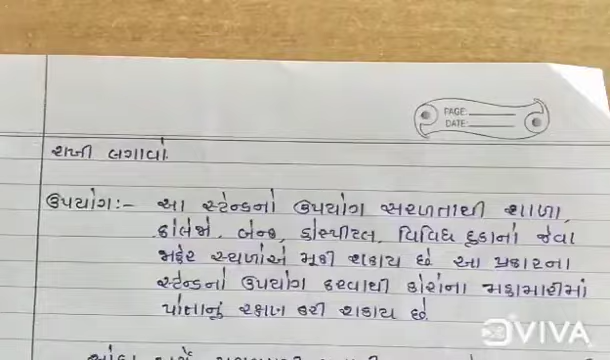 PAGE:
DATE:
રાખી લગાવો.
ઉપયોગ:- આ સ્ટેન્ડનો ઉપયોગ સરળતાથી શાળા,
કોલેજો, બેન્ક, હોસ્પીટલ, વિવિધ દુકાનો જેવા
જાહેર સ્થળોએ મૂકી શકાય છે. આ પ્રકારના
સ્ટેન્ડનો ઉપયોગ કરવાથી કોરોના મહામારીમાં
પોતાનું રક્ષણ કરી શકાય છે.
VIVA